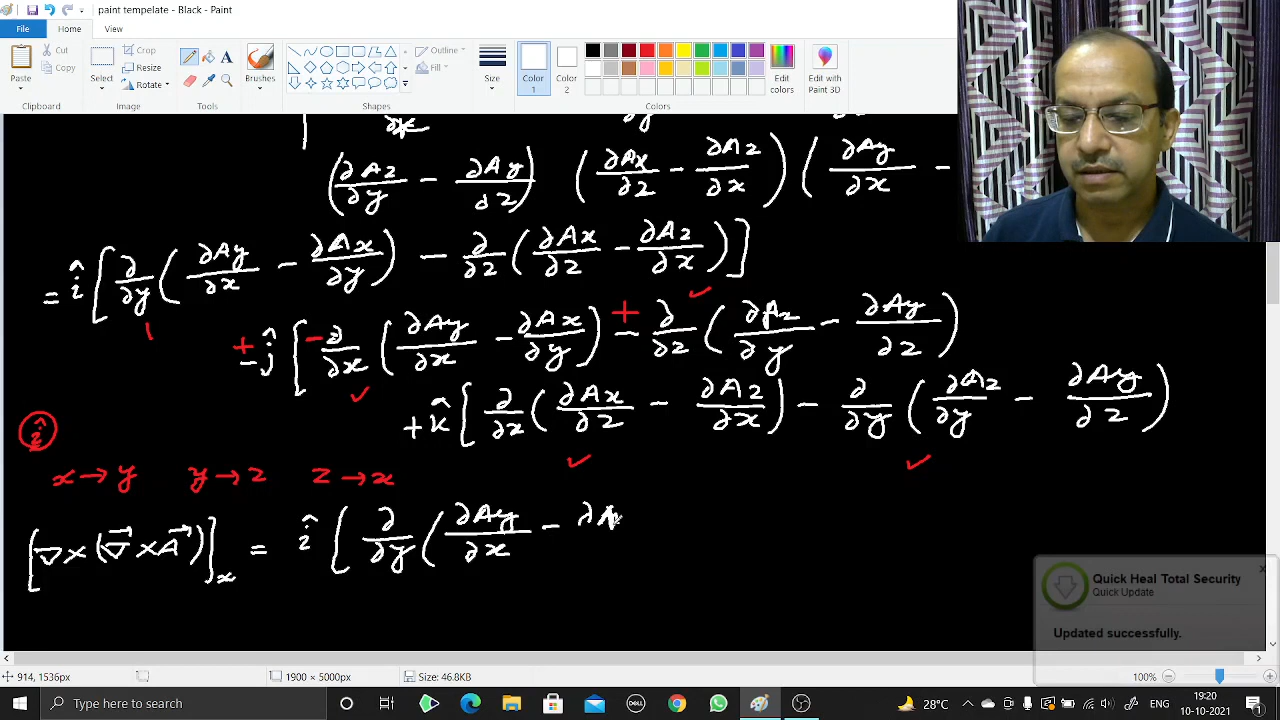 paint template - Black - Paint
File Home View
Paste
Cut
Copy
Clipboard
Select
Crop
Resize
Rotate
Image
Tools
Brushes
Shapes
Outline
Fill
Size
Color 1
Color 2
Colors
Edit colors
Edit with Paint 3D
∂x
(∂Az/∂y − ∂Ay/∂z) (∂Ax/∂z − ∂Az/∂x) (∂Ay/∂x −
= î [∂/∂y (∂Ay/∂x − ∂Ax/∂y) − ∂/∂z (∂Ax/∂z − ∂Az/∂x)]
+ − ĵ [− ∂/∂x (∂Ay/∂x − ∂Ax/∂y) + − ∂/∂z (∂Az/∂y − ∂Ay/∂z)
+ k̂ [∂/∂x (∂Ax/∂z − ∂Az/∂x) − ∂/∂y (∂Az/∂y − ∂Ay/∂z)
î
x → y y → z z → x
[∇ × (∇⃗ × A⃗)]x = î [∂/∂y (∂Ay/∂x − ∂A
Quick Heal Total Security
Quick Update
Updated successfully.
914, 1536px
1900 × 5000px
Size: 46.8KB
100%
Type here to search
28°C
ENG
19:20
10-10-2021